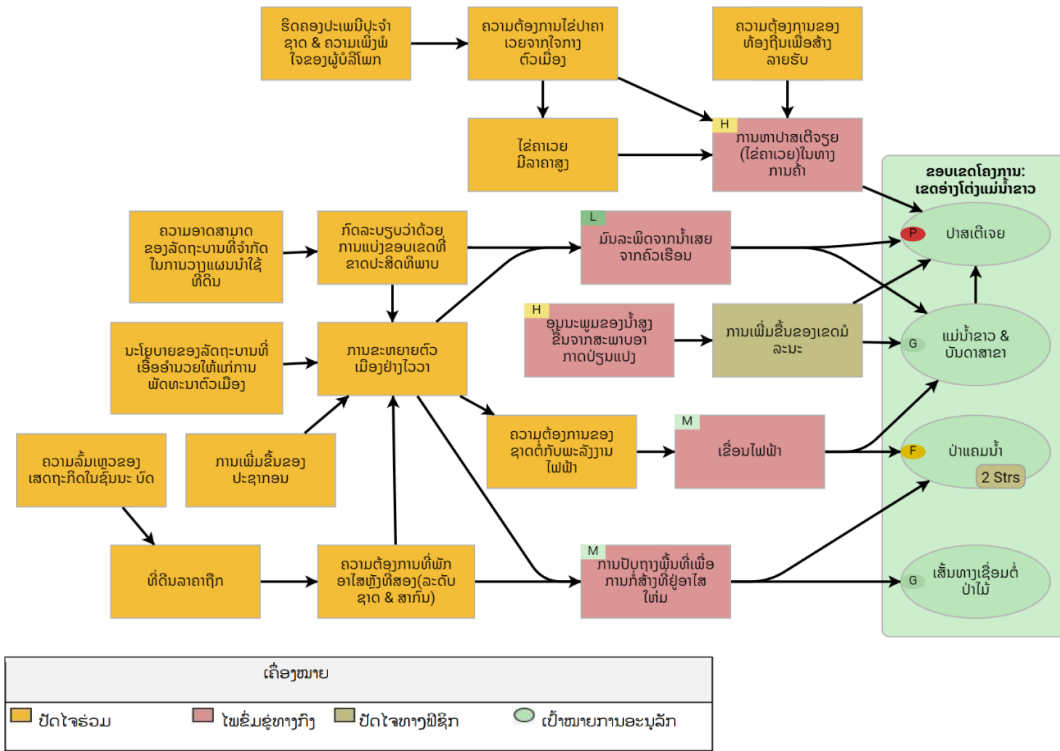 ຮີດຄອງປະເພນີປະຈຳ
ຊາດ & ຄວາມເພິ່ງພໍ
ໃຈຂອງຜູ້ບໍລິໂພກ
ຄວາມຕ້ອງການໄຂ່ປາຄາ
ເວຍຈາກໃຈກາງ
ຕົວເມືອງ
ຄວາມຕ້ອງການຂອງ
ທ້ອງຖິ່ນເພື່ອສ້າງ
ລາຍຮັບ
ໄຂ່ຄາເວຍ
ມີລາຄາສູງ
H
ການຫາປາສເຕີຈຽຍ
(ໄຂ່ຄາເວຍ)ໃນທາງ
ການຄ້າ
ຂອບເຂດໂຄງການ:
ເຂດອ່າງໂຕ່ງແມ່ນ້ຳຂາວ
P
ປາສເຕີເຈຍ
ຄວາມອາດສາມາດ
ຂອງລັດຖະບານທີ່ຈຳກັດ
ໃນການວາງແຜນນຳໃຊ້
ທີ່ດິນ
ກົດລະບຽບວ່າດ້ວຍ
ການແບ່ງຂອບເຂດທີ່
ຂາດປະສິດທິພາບ
L
ມົນລະພິດຈາກນ້ຳເສຍ
ຈາກຄົວເຮືອນ
H
ອຸນນະພູມຂອງນ້ຳສູງ
ຂຶ້ນຈາກສະພາບອາ
ກາດປ່ຽນແປງ
ການເພີ່ມຂື້ນຂອງເຂດມໍ
ລະນະ
G
ແມ່ນ້ຳຂາວ &
ບັນດາສາຂາ
ນະໂຍບາຍຂອງລັດຖະບານທີ່
ເອື້ອອຳນວຍໃຫ້ແກ່ການ
ພັດທະນາຕົວເມືອງ
ການຂະຫຍາຍຕົວ
ເມືອງຢ່າງໄວວາ
ຄວາມລົ້ມເຫຼວຂອງ
ເສດຖະກິດໃນຊົນນະ ບົດ
ການເພີ່ມຂຶ້ນຂອງ
ປະຊາກອນ
ຄວາມຕ້ອງການຂອງ
ຊາດຕໍ່ກັບພະລັງງານ
ໄຟຟ້າ
M
ເຂື່ອນໄຟຟ້າ
F
ປ່າແຄມນ້ຳ
2 Strs
ທີ່ດິນລາຄາຖືກ
ຄວາມຕ້ອງການທີ່ພັກ
ອາໄສຫຼັງທີ່ສອງ(ລະດັບ
ຊາດ & ສາກົນ)
M
ການປັບຖາງພື້ນທີ່ເພື່ອ
ການກໍ່ສ້າງທີ່ຢູ່ອາໄສ
ໃຫ່ມ
G
ເສັ້ນທາງເຊື່ອມຕໍ່
ປ່າໄມ້
ເຄື່ອງໝາຍ
ປັດໄຈຮ່ວມ
ໄພຂົ່ມຂູ່ທາງກົງ
ປັດໄຈທາງຟີຊິກ
ເປົ້າໝາຍການອະນຸລັກ